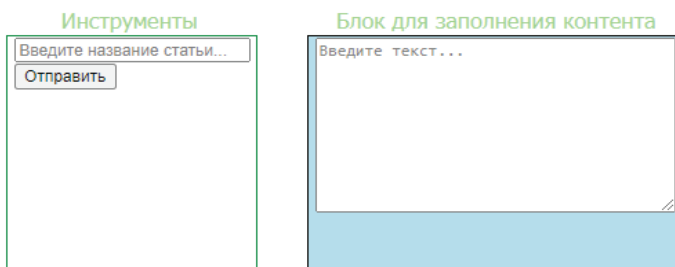 Инструменты
Введите название статьи...
Отправить
Блок для заполнения контента
Введите текст...